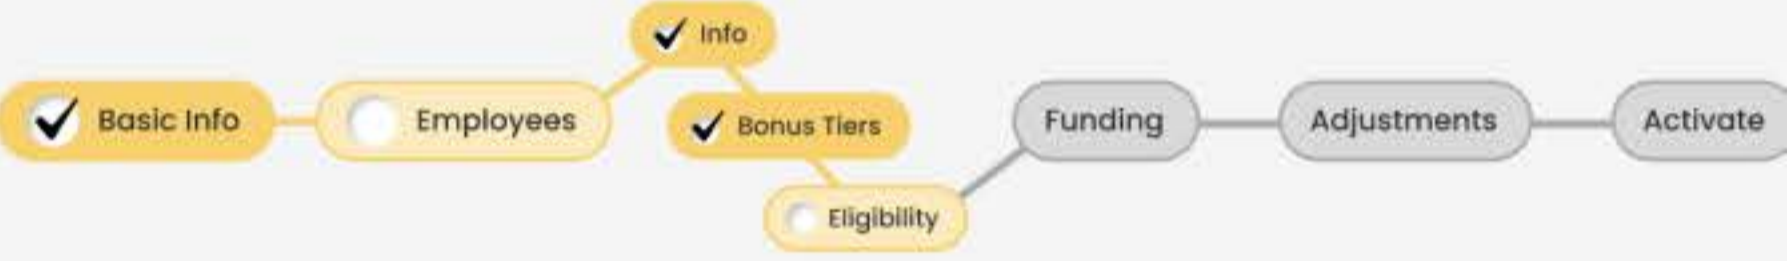 Basic Info
Employees
Info
Bonus Tiers
Eligibility
Funding
Adjustments
Activate